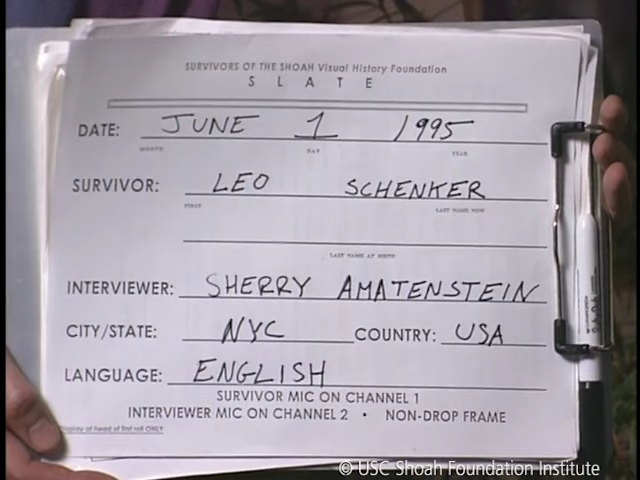 SURVIVORS OF THE SHOAH Visual History Foundation
SLATE
DATE: JUNE 1 1995
MONTH DAY YEAR
SURVIVOR: LEO SCHENKER
FIRST LAST NAME NOW
LAST NAME AT BIRTH
INTERVIEWER: SHERRY AMATENSTEIN
CITY/STATE: NYC COUNTRY: USA
LANGUAGE: ENGLISH
SURVIVOR MIC ON CHANNEL 1
INTERVIEWER MIC ON CHANNEL 2 • NON-DROP FRAME
Display at head of first roll ONLY
© USC Shoah Foundation Institute